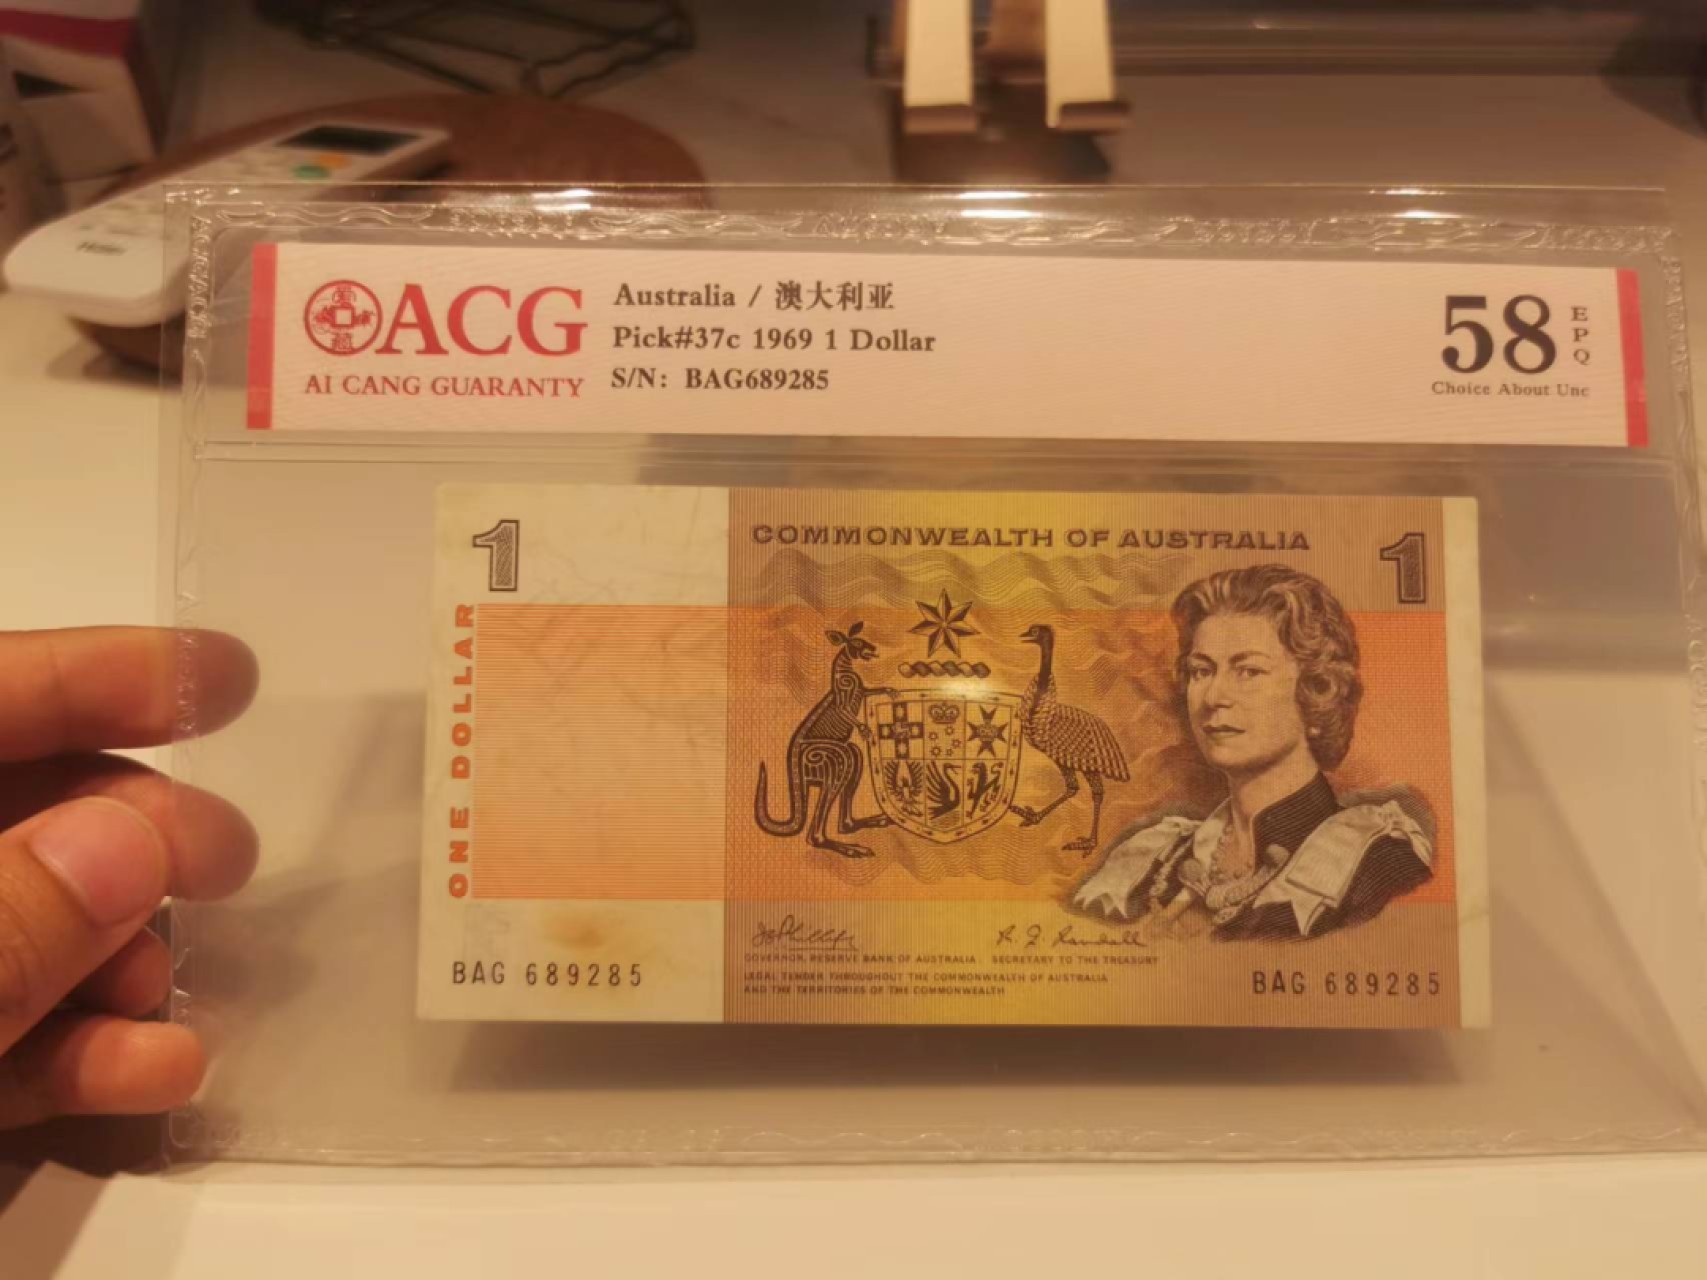 ACG
AI CANG GUARANTY
Australia / 澳大利亚
Pick#37c 1969 1 Dollar
S/N: BAG689285
58
EPQ
Choice About Unc
1
COMMONWEALTH OF AUSTRALIA
1
ONE DOLLAR
R. J. Randall
GOVERNOR, RESERVE BANK OF AUSTRALIA. SECRETARY TO THE TREASURY
LEGAL TENDER THROUGHOUT THE COMMONWEALTH OF AUSTRALIA
AND THE TERRITORIES OF THE COMMONWEALTH
BAG 689285
BAG 689285